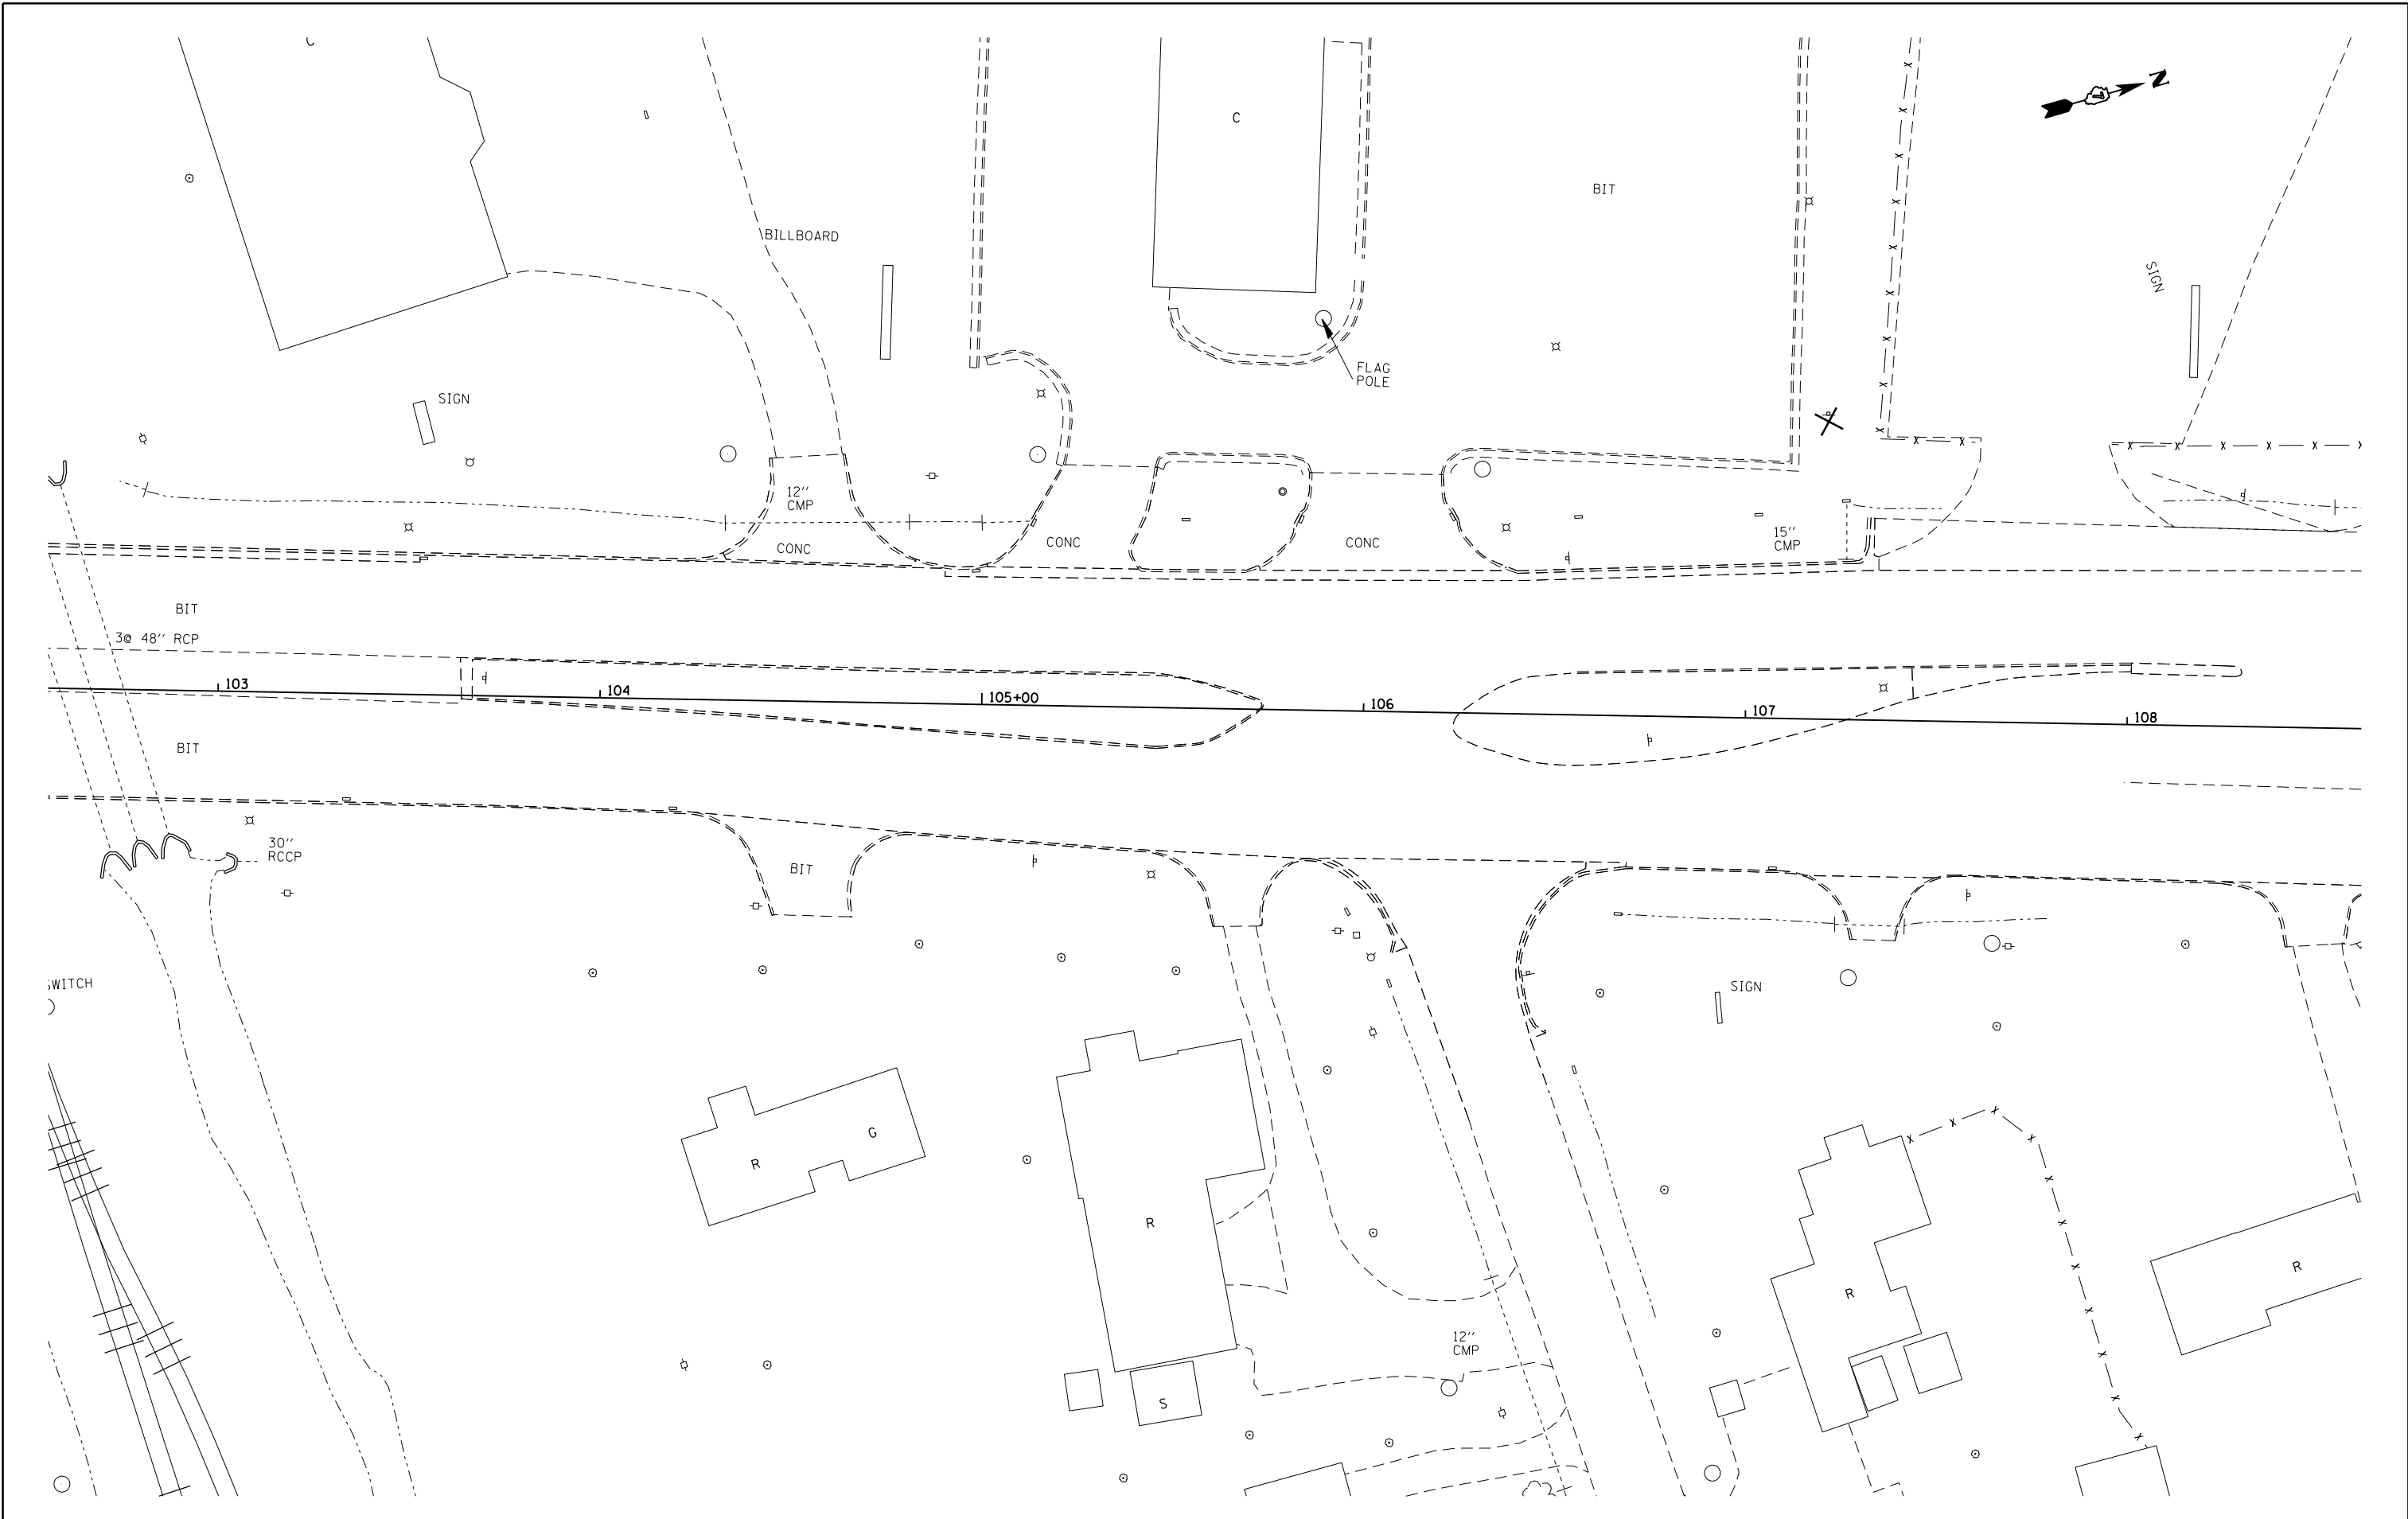 C
C
N
BIT
BILLBOARD
SIGN
FLAG
POLE
SIGN
12''
CMP
CONC
CONC
CONC
15''
CMP
BIT
3@ 48'' RCP
103
104
105+00
106
107
108
BIT
30''
RCCP
BIT
SWITCH
SIGN
G
R
R
R
R
12''
CMP
S